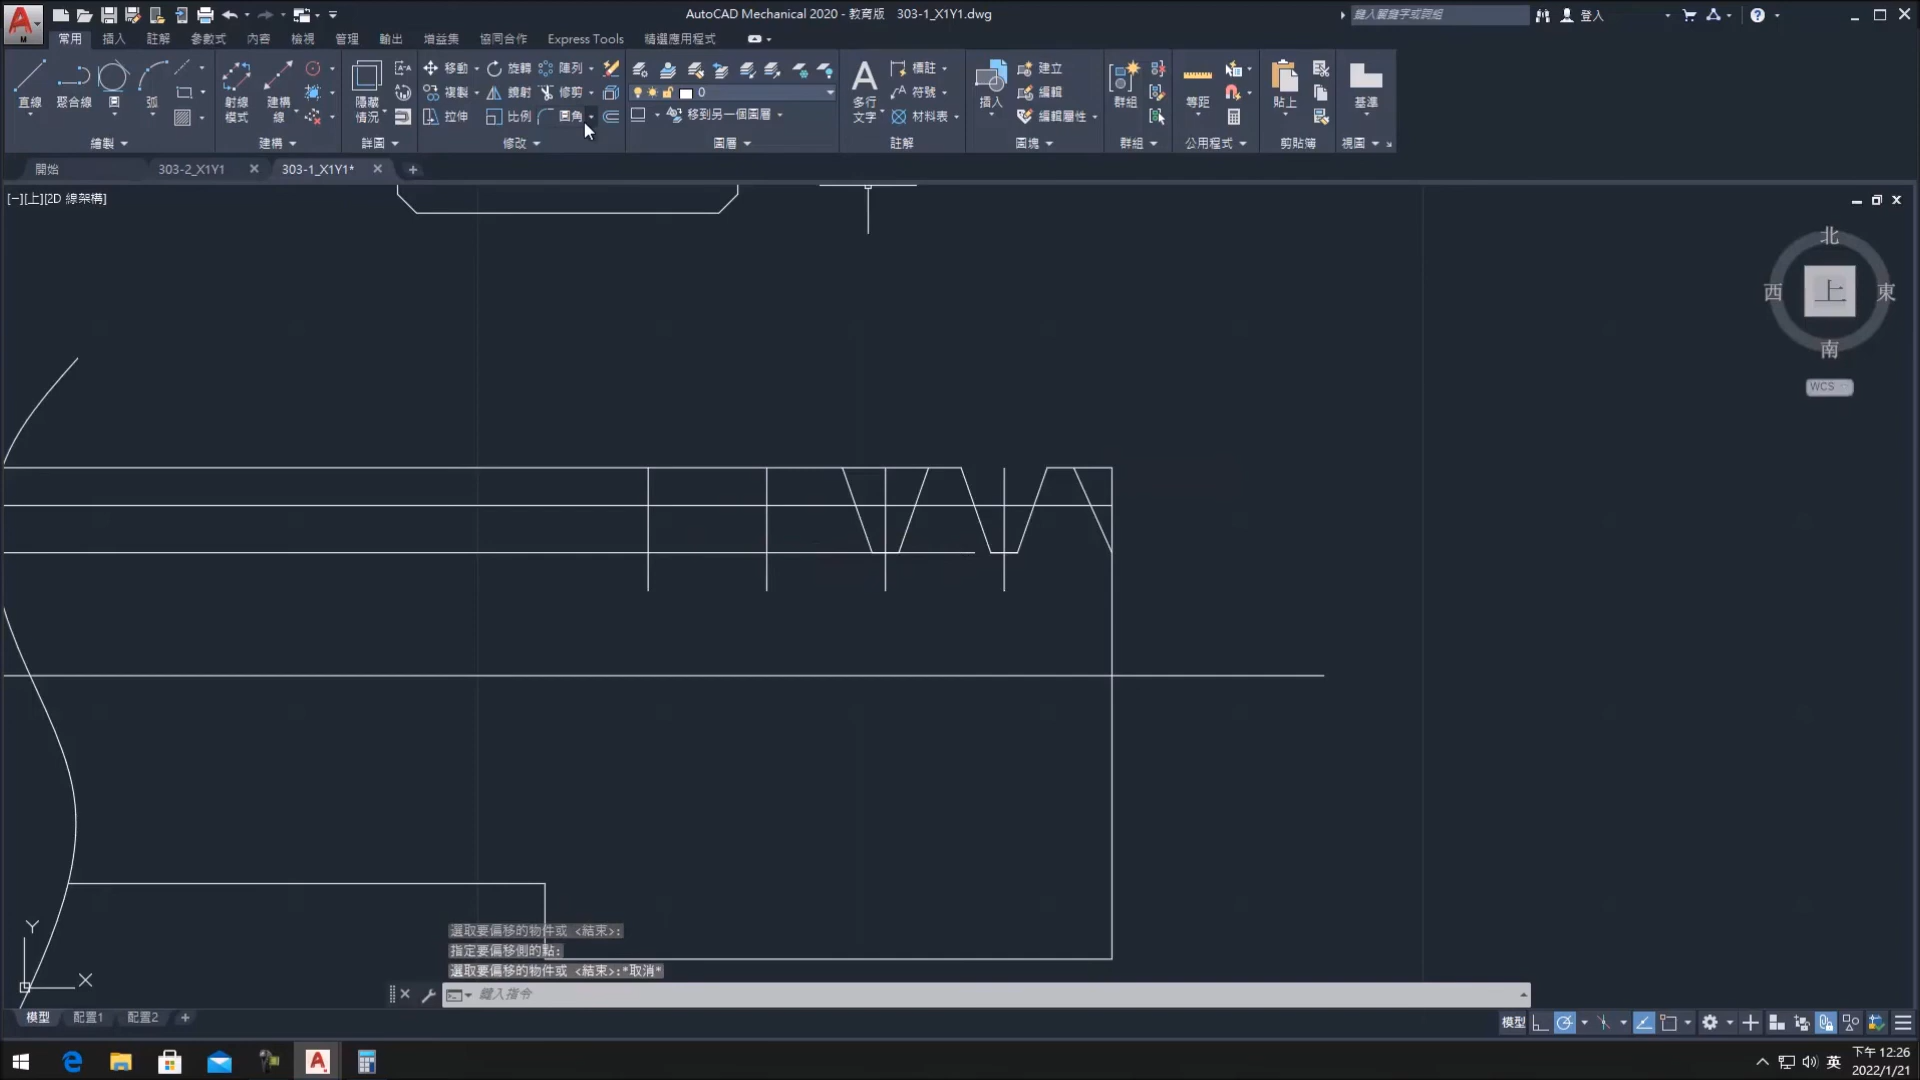 AutoCAD Mechanical 2020 - 教育版 303-1_X1Y1.dwg
鍵入關鍵字或詞組
登入
常用 插入 註解 參數式 內容 檢視 管理 輸出 增益集 協同合作 Express Tools 精選應用程式
直線 聚合線 圓 弧
射線模式 建構線
隱藏情況
移動 旋轉 陣列
複製 鏡射 修剪
拉伸 比例 圓角
0
移到另一個圖層
多行文字
標註
符號
材料表
插入
建立
編輯
編輯屬性
群組
等距
貼上
基準
繪製 建構 詳圖 修改 圖層 註解 圖塊 群組 公用程式 剪貼簿 視圖
開始 303-2_X1Y1 303-1_X1Y1*
[−][上][2D 線架構]
北
西 上 東
南
WCS
Y
X
選取要偏移的物件或 <結束>:
指定要偏移側的點:
選取要偏移的物件或 <結束>:*取消*
鍵入指令
模型 配置1 配置2
模型
英
下午 12:26
2022/1/21